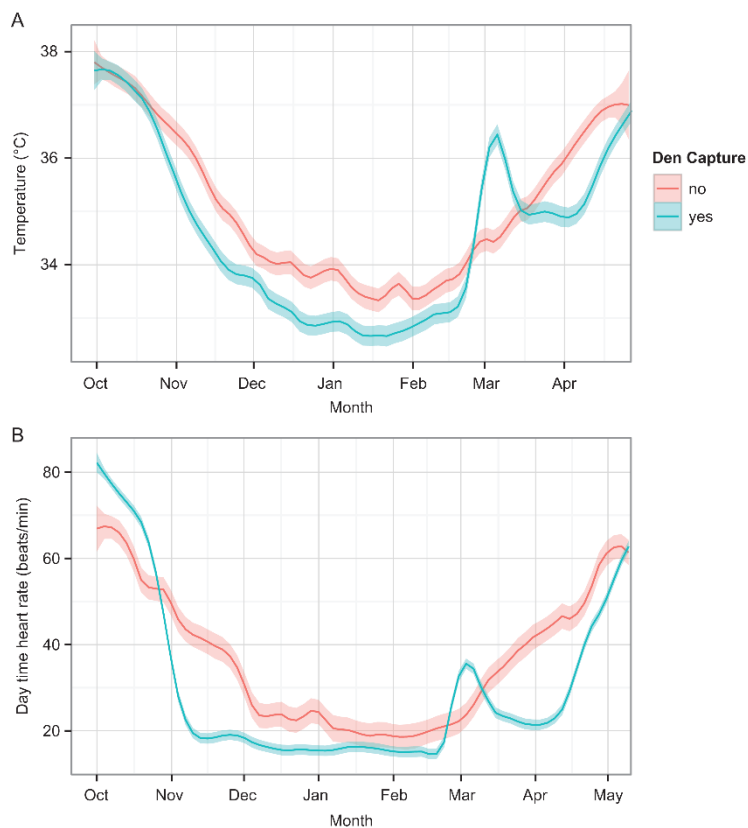 A
38
36
34
Temperature (°C)
Oct Nov Dec Jan Feb Mar Apr
Month
Den Capture
no
yes
B
80
60
40
20
Day time heart rate (beats/min)
Oct Nov Dec Jan Feb Mar Apr May
Month